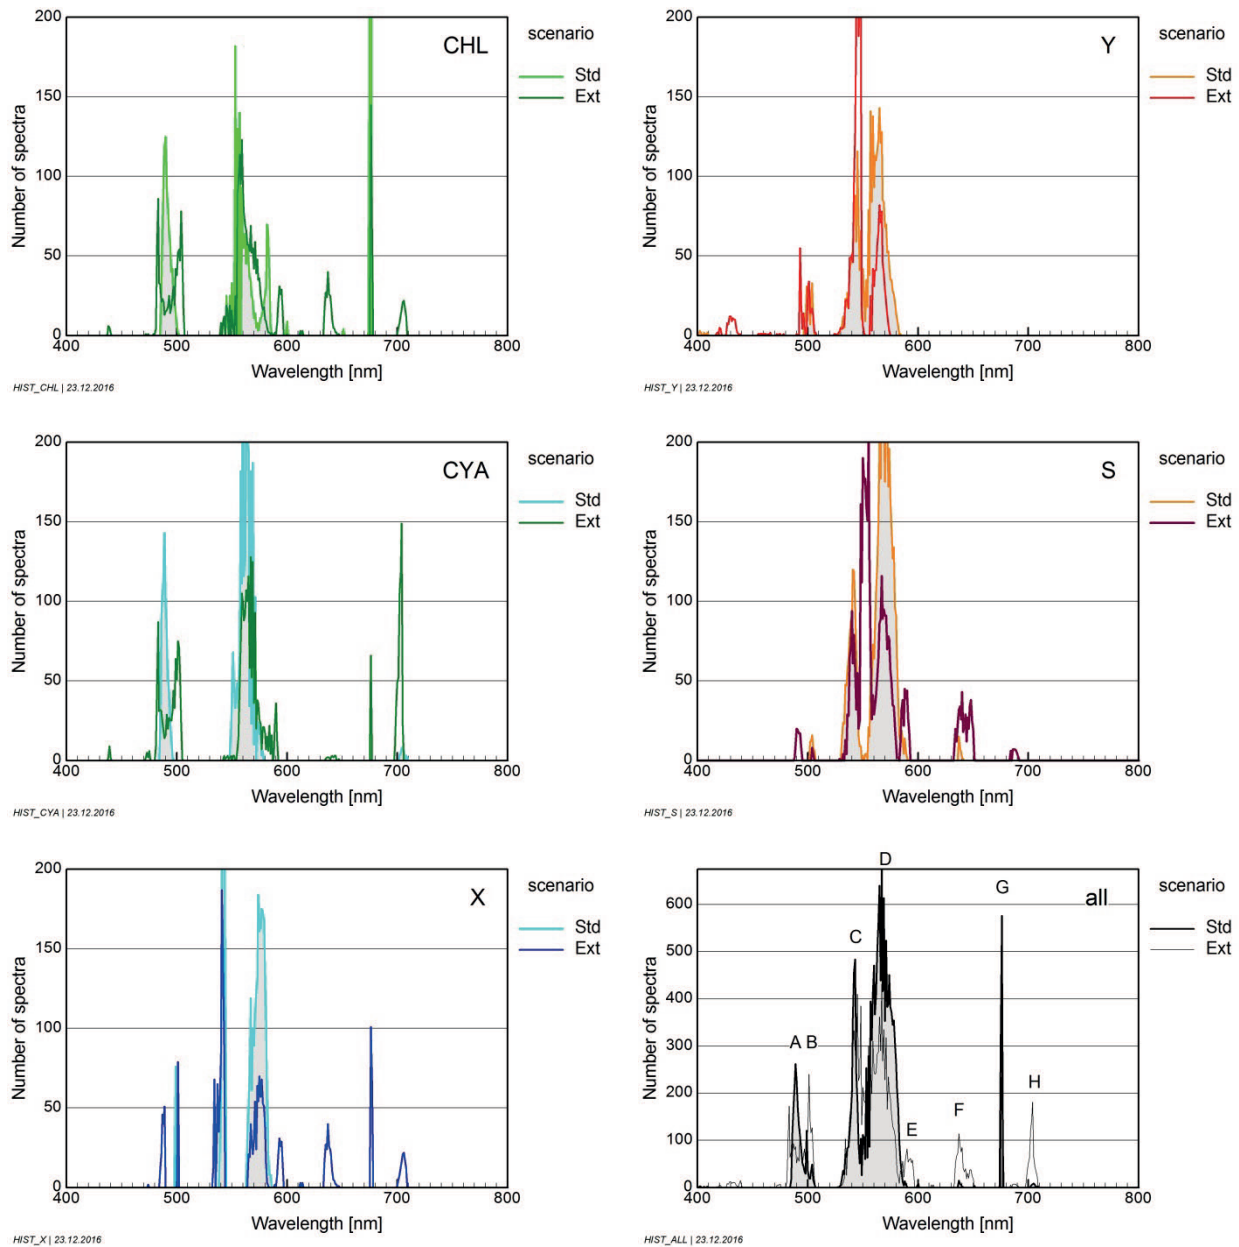 CHL
scenario
Std
Ext
Number of spectra
200
150
100
50
0
400 500 600 700 800
Wavelength [nm]
HIST_CHL | 23.12.2016
Y
scenario
Std
Ext
Number of spectra
200
150
100
50
0
400 500 600 700 800
Wavelength [nm]
HIST_Y | 23.12.2016
CYA
scenario
Std
Ext
Number of spectra
200
150
100
50
0
400 500 600 700 800
Wavelength [nm]
HIST_CYA | 23.12.2016
S
scenario
Std
Ext
Number of spectra
200
150
100
50
0
400 500 600 700 800
Wavelength [nm]
HIST_S | 23.12.2016
X
scenario
Std
Ext
Number of spectra
200
150
100
50
0
400 500 600 700 800
Wavelength [nm]
HIST_X | 23.12.2016
all
scenario
Std
Ext
A B C D E F G H
Number of spectra
600
500
400
300
200
100
0
400 500 600 700 800
Wavelength [nm]
HIST_ALL | 23.12.2016